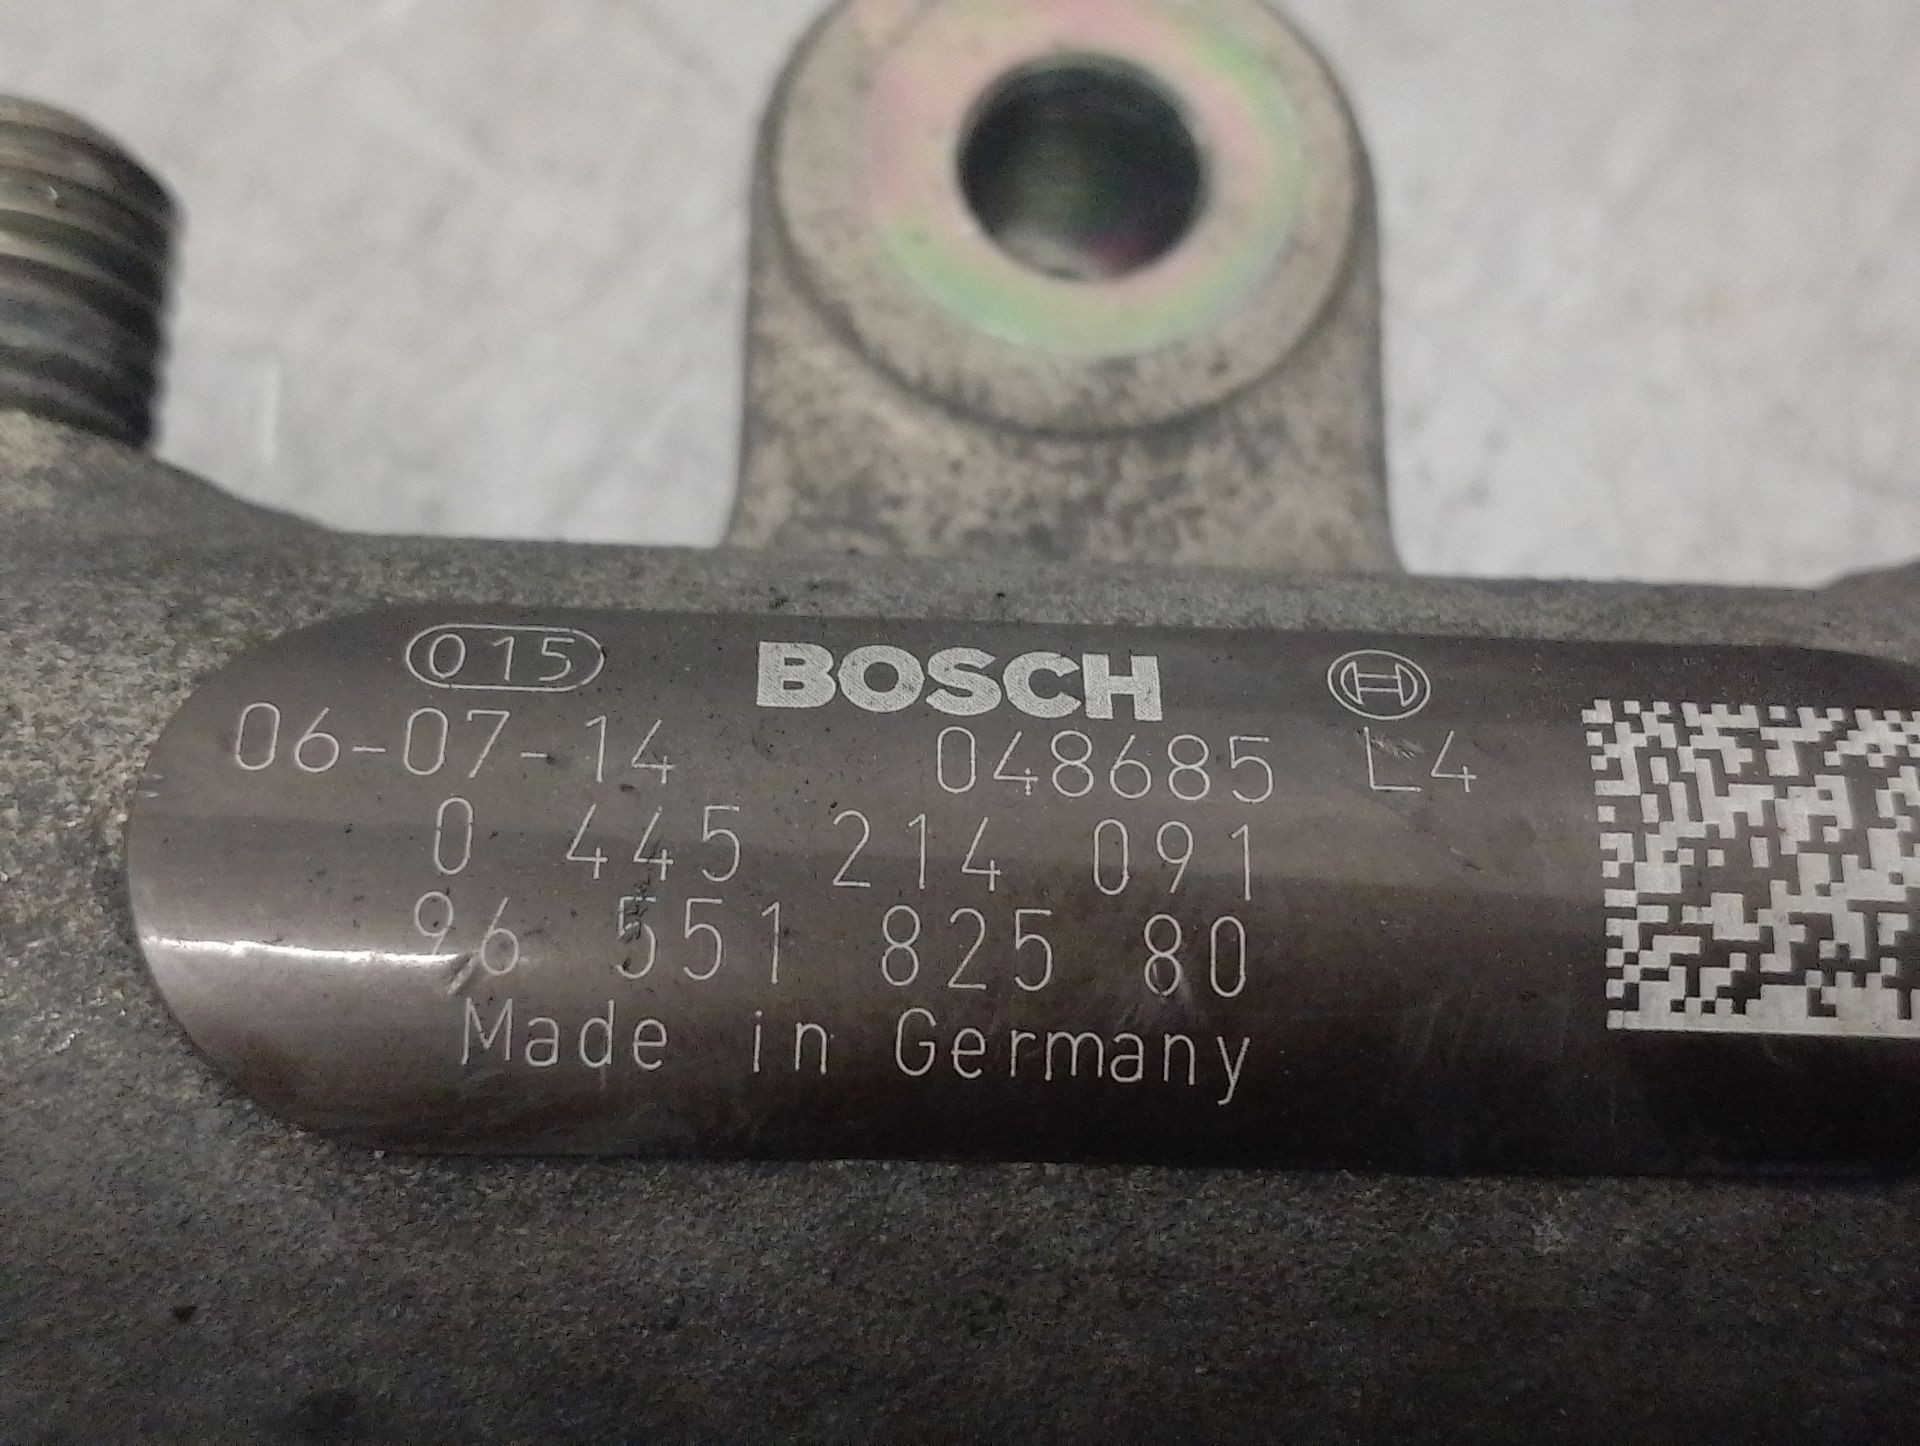 015 BOSCH
06-07-14 048685 L4
0 445 214 091
96 551 825 80
Made in Germany